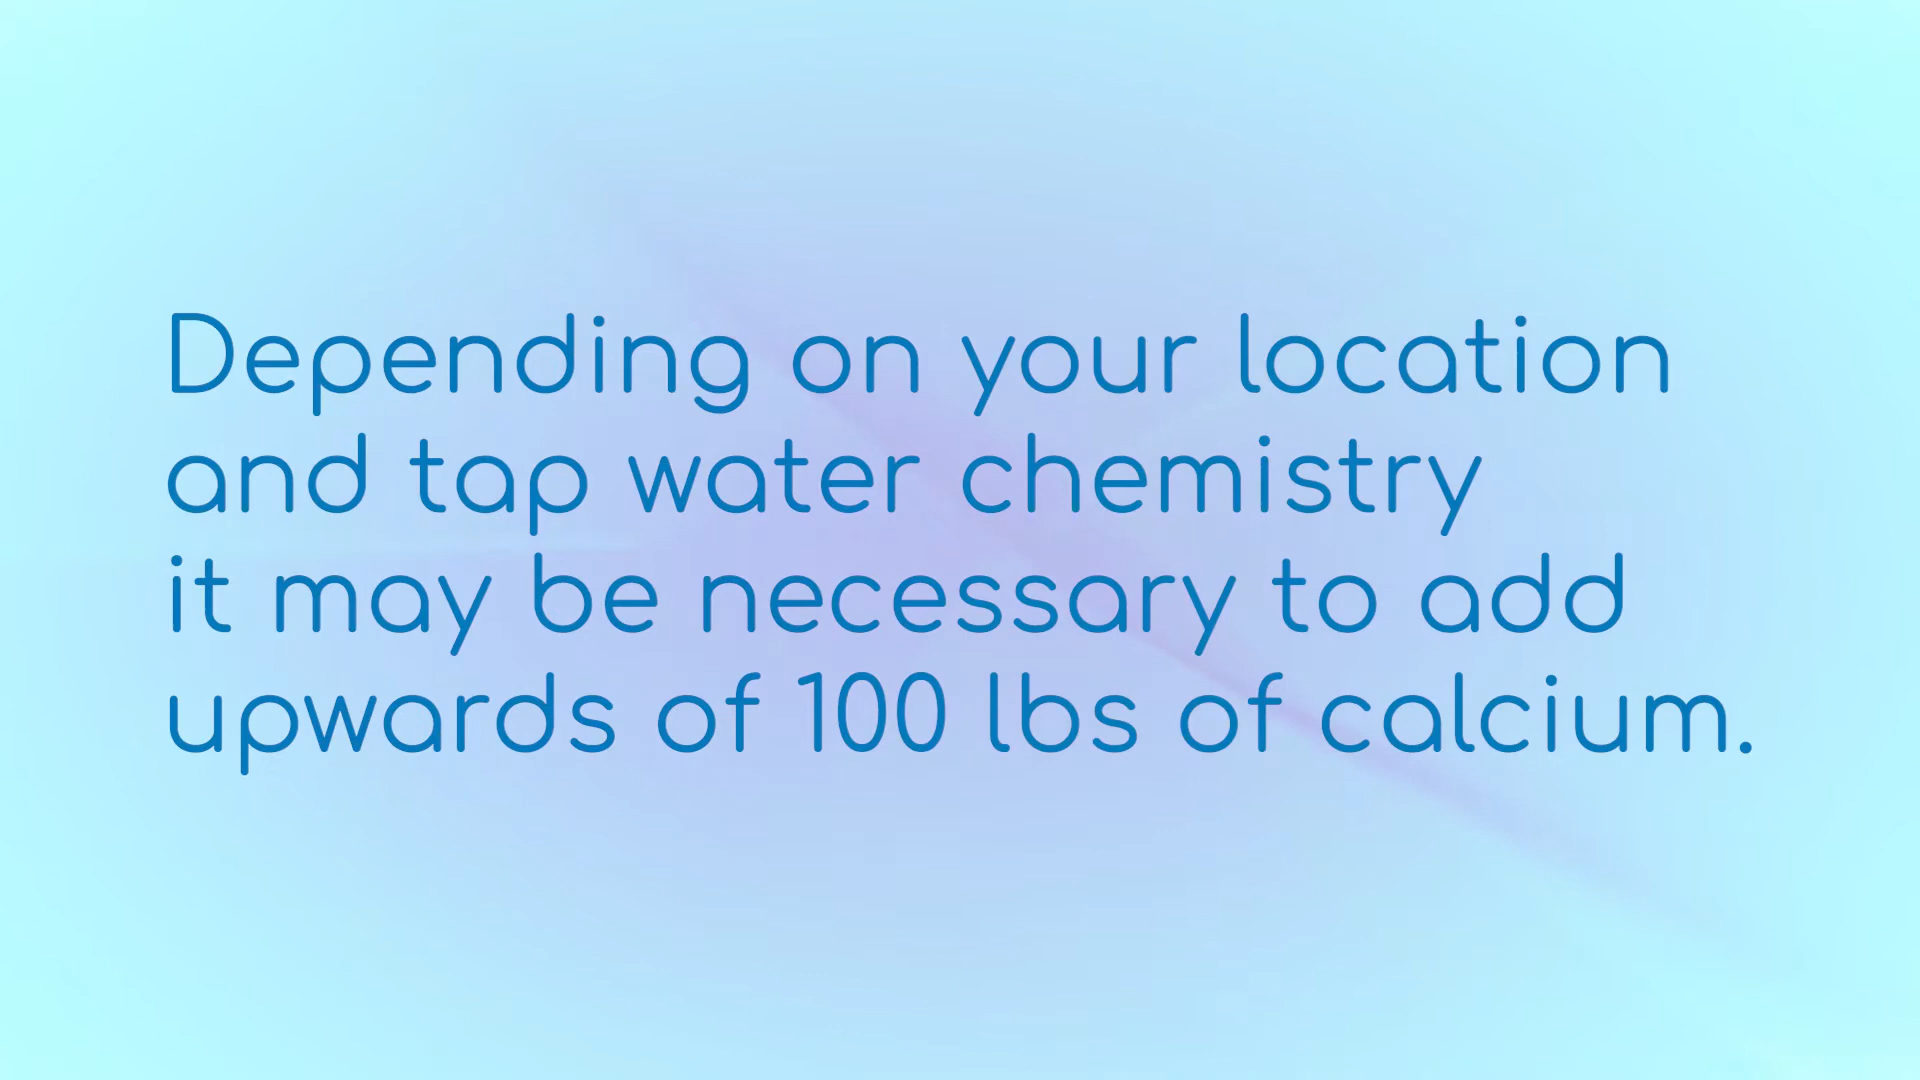 Depending on your location
and tap water chemistry
it may be necessary to add
upwards of 100 lbs of calcium.